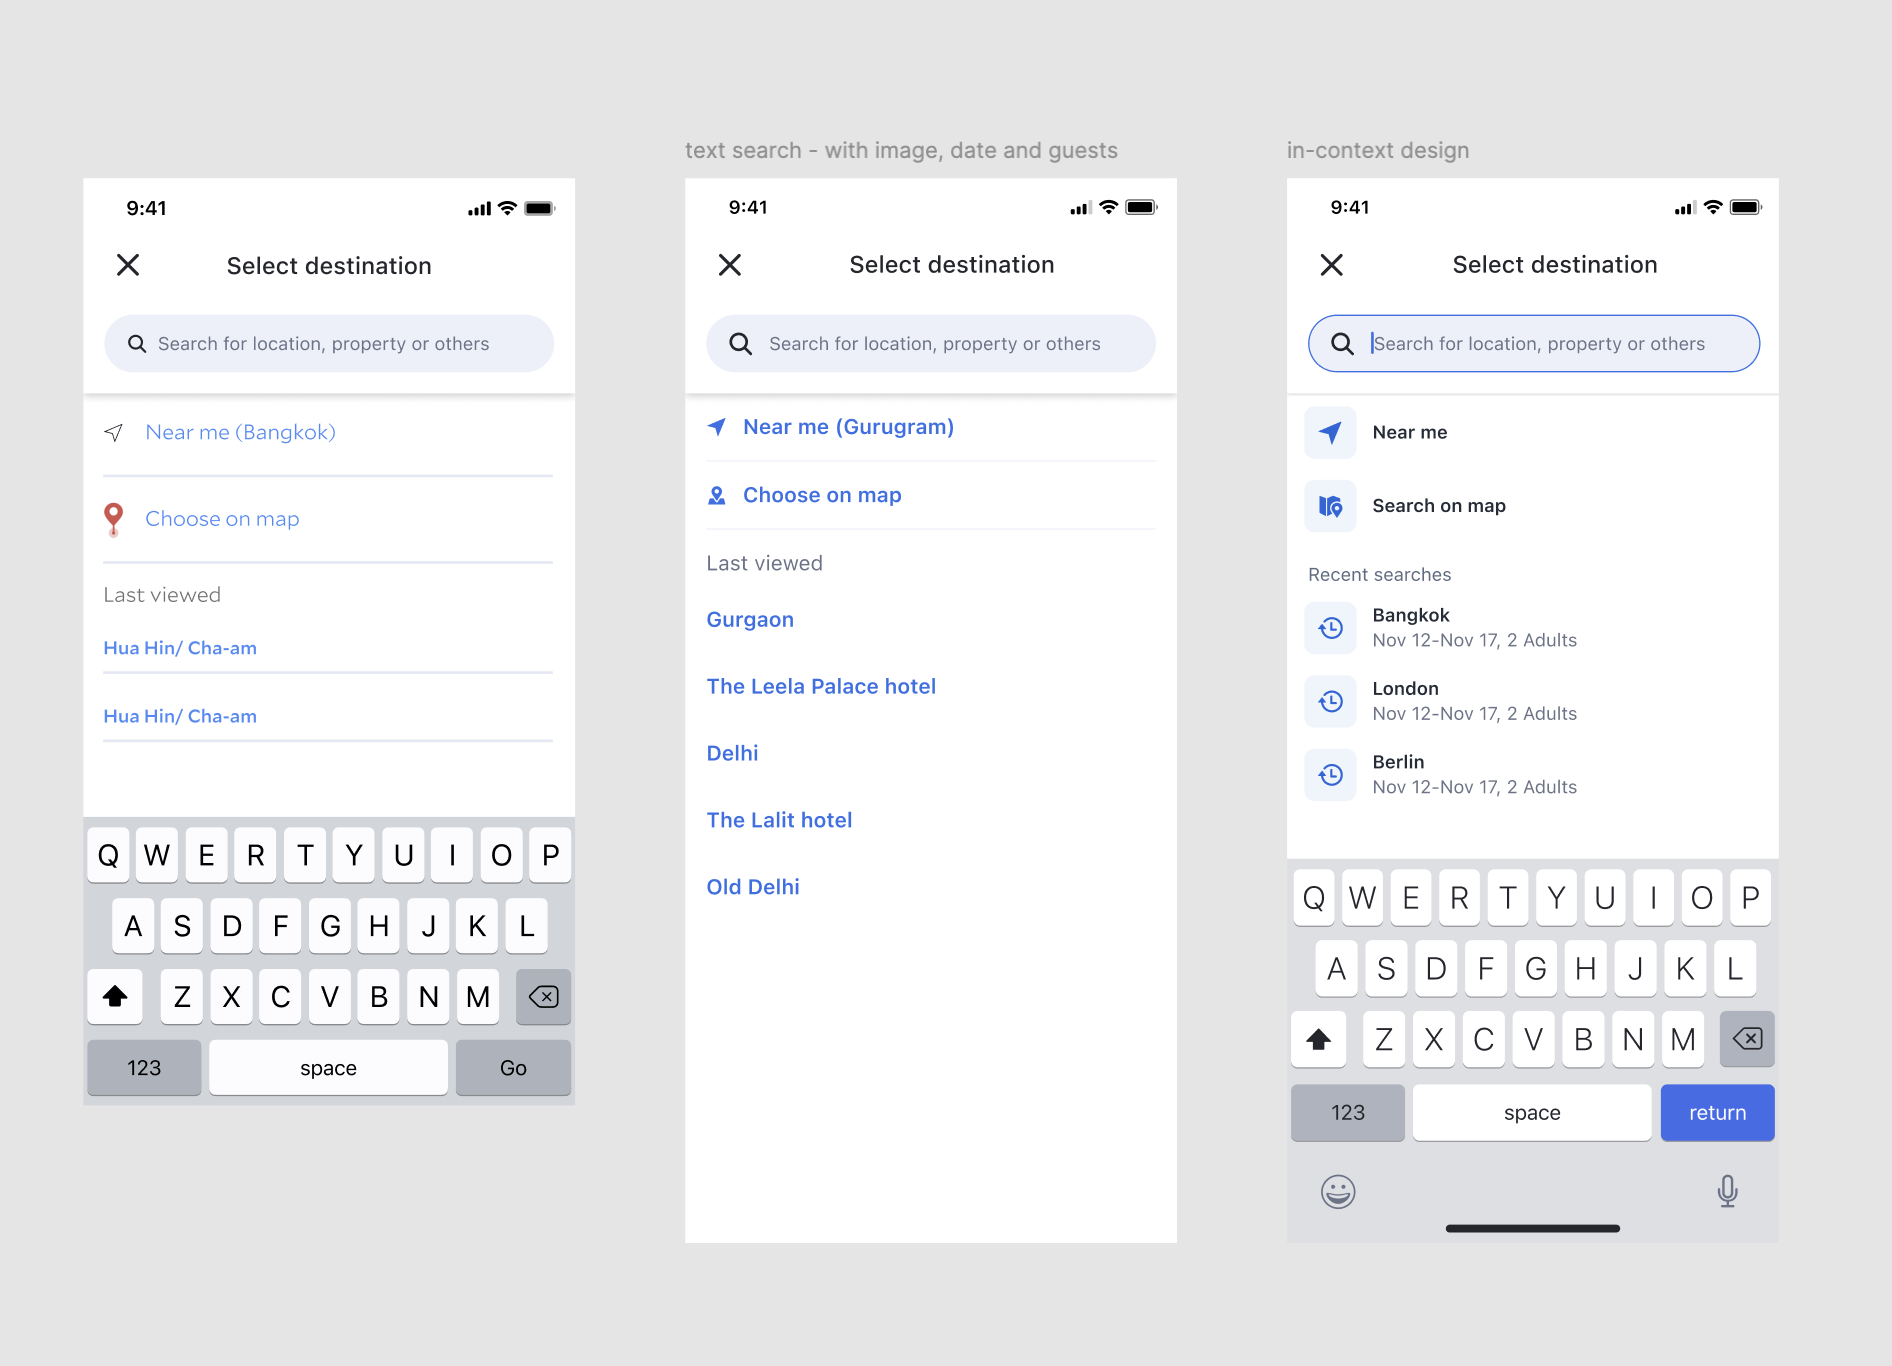 9:41
Select destination
Search for location, property or others
Near me (Bangkok)
Choose on map
Last viewed
Hua Hin/ Cha-am
Hua Hin/ Cha-am
Q W E R T Y U I O P
A S D F G H J K L
Z X C V B N M
123 space Go
text search - with image, date and guests
9:41
Select destination
Search for location, property or others
Near me (Gurugram)
Choose on map
Last viewed
Gurgaon
The Leela Palace hotel
Delhi
The Lalit hotel
Old Delhi
in-context design
9:41
Select destination
Search for location, property or others
Near me
Search on map
Recent searches
Bangkok
Nov 12-Nov 17, 2 Adults
London
Nov 12-Nov 17, 2 Adults
Berlin
Nov 12-Nov 17, 2 Adults
Q W E R T Y U I O P
A S D F G H J K L
Z X C V B N M
123 space return